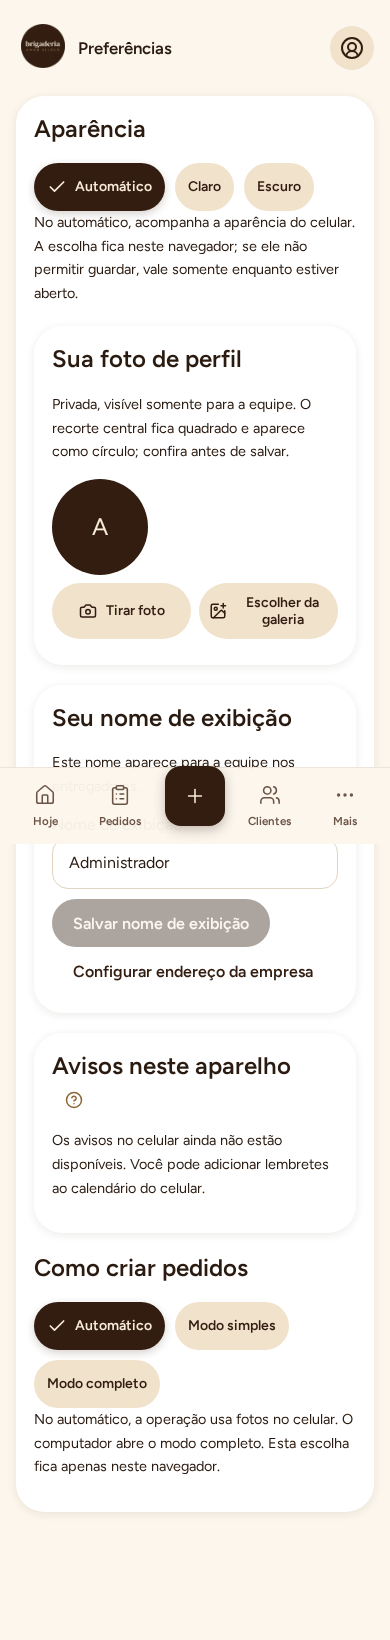 brigaderia
Preferências
Aparência
Automático
Claro
Escuro
No automático, acompanha a aparência do celular.
A escolha fica neste navegador; se ele não
permitir guardar, vale somente enquanto estiver
aberto.
Sua foto de perfil
Privada, visível somente para a equipe. O
recorte central fica quadrado e aparece
como círculo; confira antes de salvar.
A
Tirar foto
Escolher da
galeria
Seu nome de exibição
Este nome aparece para a equipe nos
Hoje
Pedidos
Clientes
Mais
Administrador
Salvar nome de exibição
Configurar endereço da empresa
Avisos neste aparelho
Os avisos no celular ainda não estão
disponíveis. Você pode adicionar lembretes
ao calendário do celular.
Como criar pedidos
Automático
Modo simples
Modo completo
No automático, a operação usa fotos no celular. O
computador abre o modo completo. Esta escolha
fica apenas neste navegador.